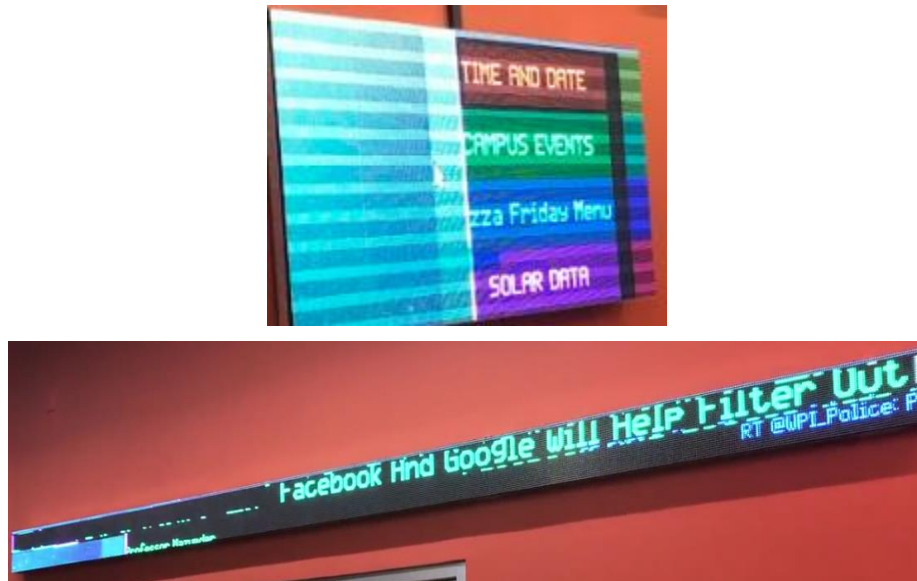 TIME AND DATE
CAMPUS EVENTS
zza Friday Menu
SOLAR DATA
Facebook And Google Will Help Filter Out
RT @WPI_Police: P
Professor